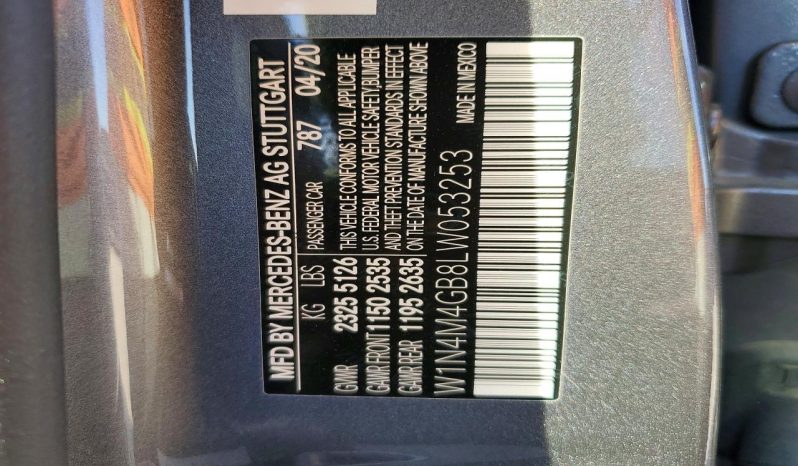 MFD BY MERCEDES-BENZ AG STUTTGART
KG LBS PASSENGER CAR 787 04/20
GVWR 2325 5126 THIS VEHICLE CONFORMS TO ALL APPLICABLE
GAWR FRONT 1150 2535 U.S. FEDERAL MOTOR VEHICLE SAFETY,BUMPER
GAWR REAR 1195 2635 AND THEFT PREVENTION STANDARDS IN EFFECT
ON THE DATE OF MANUFACTURE SHOWN ABOVE
W1N4M4GB8LW053253 MADE IN MEXICO